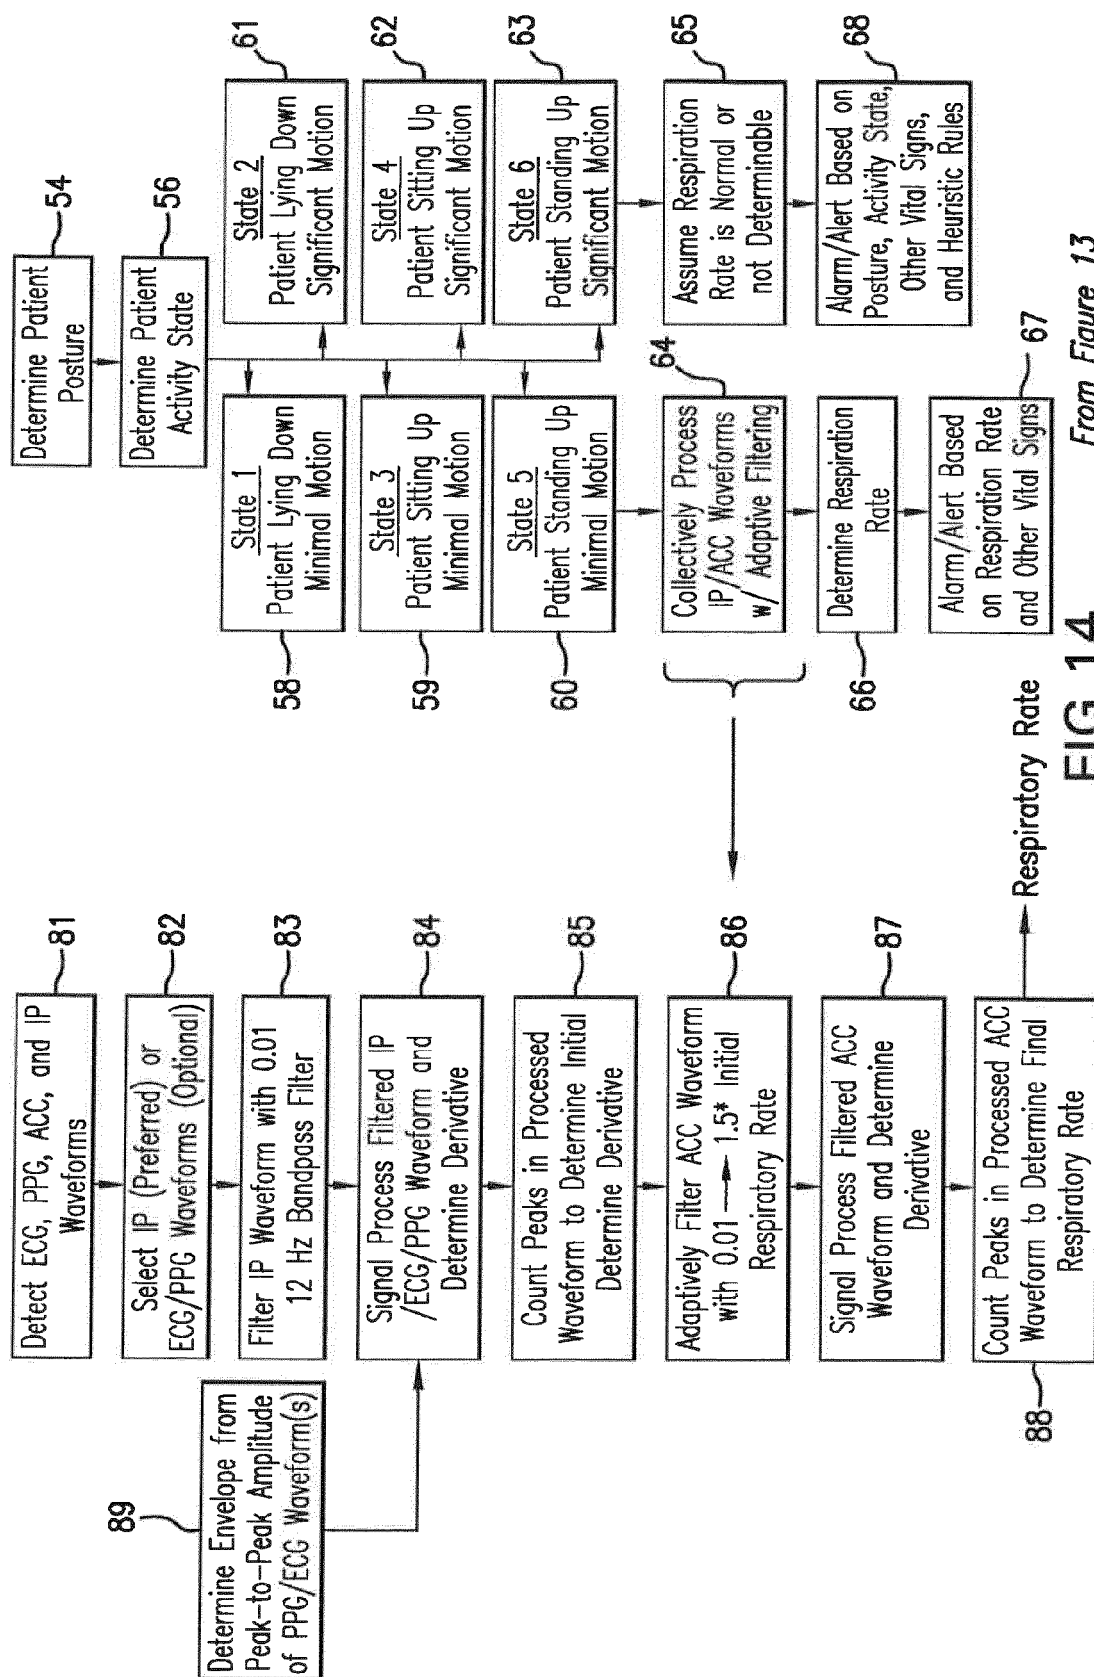 89
Determine Envelope from
Peak-to-Peak Amplitude
of PPG/ECG Waveform(s)
Detect ECG, PPG, ACC, and IP
Waveforms
81
Select IP (Preferred) or
ECG/PPG Waveforms (Optional)
82
Filter IP Waveform with 0.01
12 Hz Bandpass Filter
83
Signal Process Filtered IP
/ECG/PPG Waveform and
Determine Derivative
84
Count Peaks in Processed
Waveform to Determine Initial
Determine Derivative
85
Adaptively Filter ACC Waveform
with 0.01 → 1.5* Initial
Respiratory Rate
86
Signal Process Filtered ACC
Waveform and Determine
Derivative
87
Count Peaks in Processed ACC
Waveform to Determine Final
Respiratory Rate
88
Respiratory Rate
Determine Patient
Posture
54
Determine Patient
Activity State
56
State 1
Patient Lying Down
Minimal Motion
58
State 2
Patient Lying Down
Significant Motion
61
State 3
Patient Sitting Up
Minimal Motion
59
State 4
Patient Sitting Up
Significant Motion
62
State 5
Patient Standing Up
Minimal Motion
60
State 6
Patient Standing Up
Significant Motion
63
Collectively Process
IP/ACC Waveforms
w/ Adaptive Filtering
64
Assume Respiration
Rate is Normal or
not Determinable
65
Determine Respiration
Rate
66
Alarm/Alert Based on
Posture, Activity State,
Other Vital Signs,
and Heuristic Rules
68
Alarm/Alert Based
on Respiration Rate
and Other Vital Signs
67
FIG 14
From Figure 13